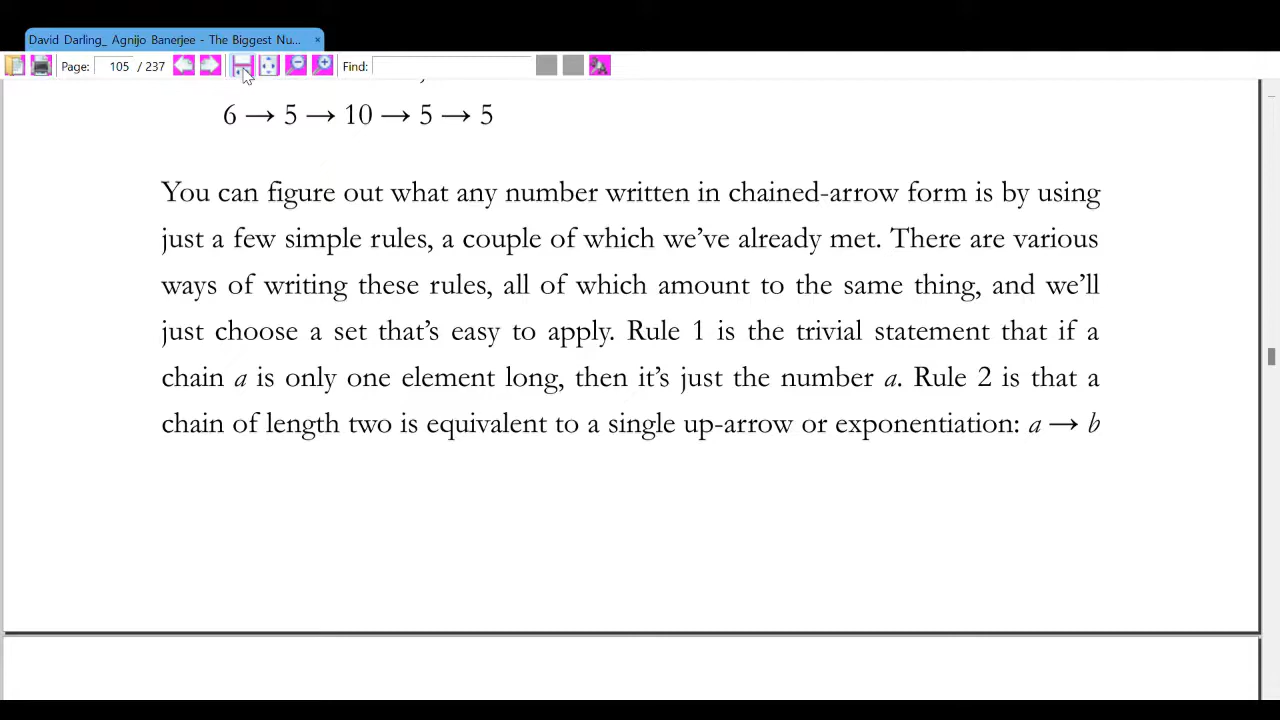 David Darling_ Agnijo Banerjee - The Biggest Nu... ×
Page: 105 / 237 Find:
6 → 5 → 10 → 5 → 5
You can figure out what any number written in chained-arrow form is by using
just a few simple rules, a couple of which we’ve already met. There are various
ways of writing these rules, all of which amount to the same thing, and we’ll
just choose a set that’s easy to apply. Rule 1 is the trivial statement that if a
chain a is only one element long, then it’s just the number a. Rule 2 is that a
chain of length two is equivalent to a single up-arrow or exponentiation: a → b